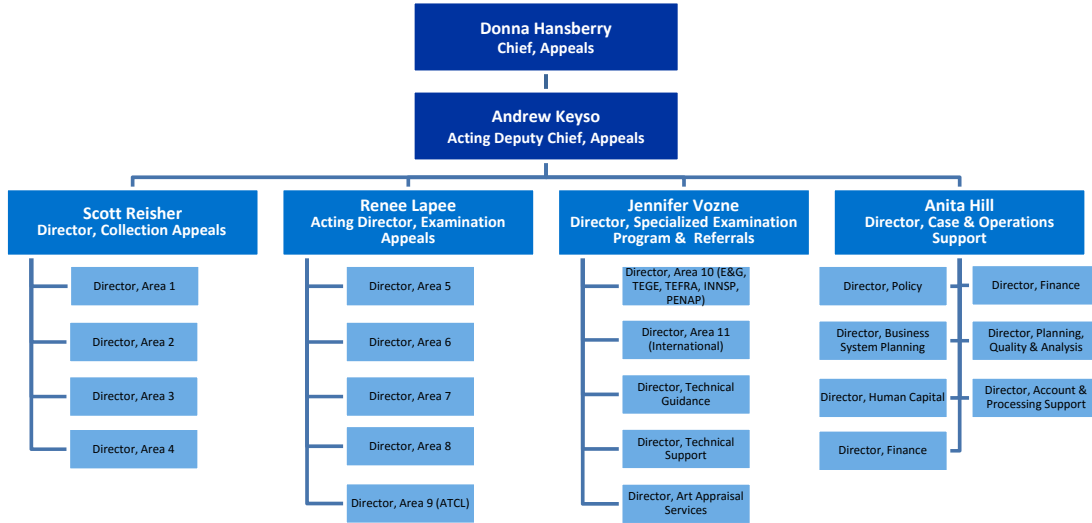 Donna Hansberry
Chief, Appeals
Andrew Keyso
Acting Deputy Chief, Appeals
Scott Reisher
Director, Collection Appeals
Director, Area 1
Director, Area 2
Director, Area 3
Director, Area 4
Renee Lapee
Acting Director, Examination
Appeals
Director, Area 5
Director, Area 6
Director, Area 7
Director, Area 8
Director, Area 9 (ATCL)
Jennifer Vozne
Director, Specialized Examination
Program & Referrals
Director, Area 10 (E&G,
TEGE, TEFRA, INNSP,
PENAP)
Director, Area 11
(International)
Director, Technical
Guidance
Director, Technical
Support
Director, Art Appraisal
Services
Anita Hill
Director, Case & Operations
Support
Director, Policy
Director, Finance
Director, Business
System Planning
Director, Planning,
Quality & Analysis
Director, Human Capital
Director, Account &
Processing Support
Director, Finance